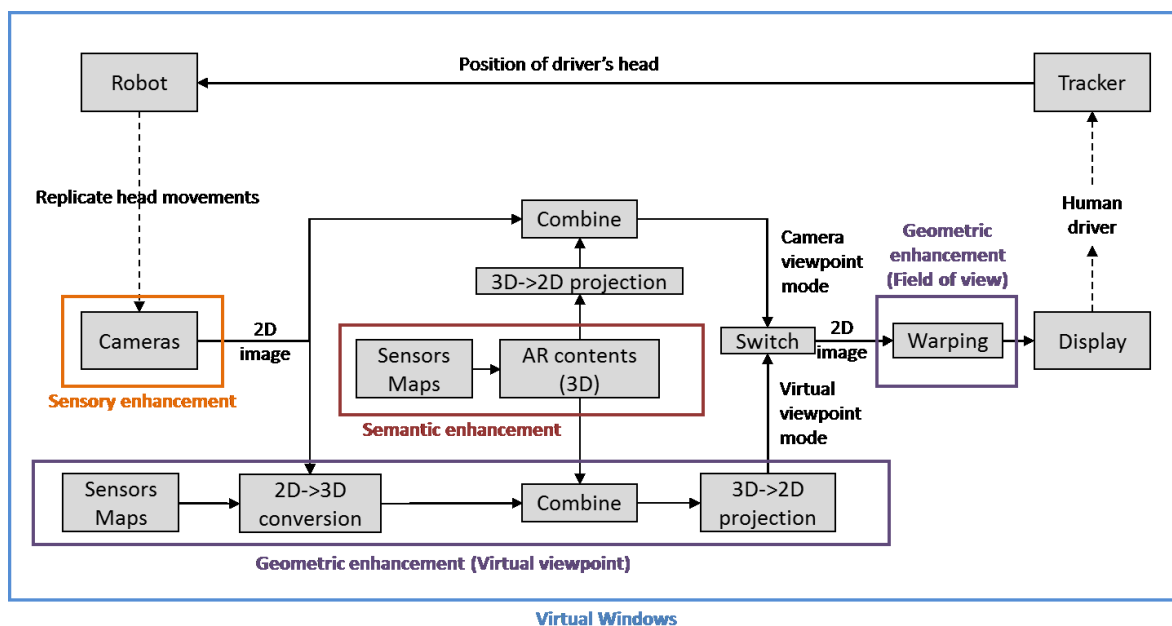 Robot
Position of driver's head
Tracker
Replicate head movements
Combine
Camera
viewpoint
mode
Human
driver
Geometric
enhancement
(Field of view)
3D->2D projection
Cameras
2D
image
Sensors
Maps
AR contents
(3D)
Switch
2D
image
Warping
Display
Sensory enhancement
Semantic enhancement
Virtual
viewpoint
mode
Sensors
Maps
2D->3D
conversion
Combine
3D->2D
projection
Geometric enhancement (Virtual viewpoint)
Virtual Windows